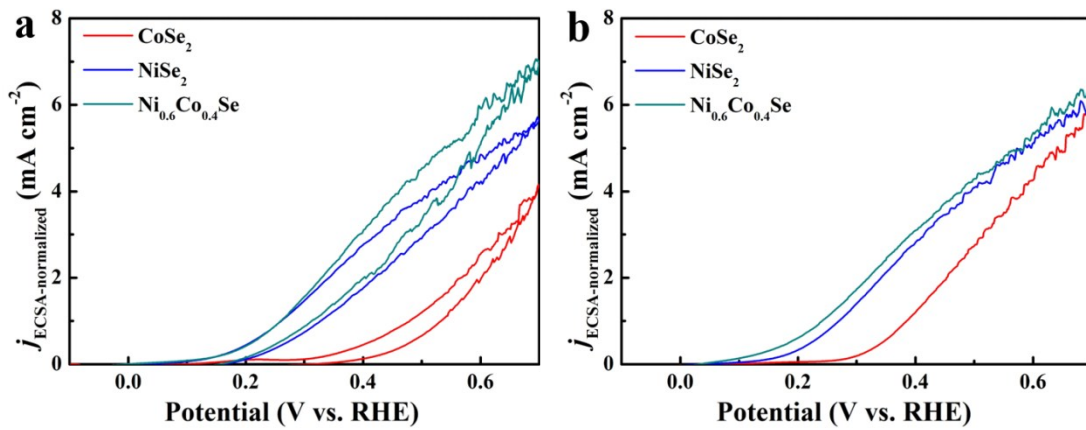 a
8
6
4
2
0
j ECSA-normalized (mA cm-2)
CoSe2
NiSe2
Ni0.6Co0.4Se
0.0 0.2 0.4 0.6
Potential (V vs. RHE)
b
8
6
4
2
0
j ECSA-normalized (mA cm-2)
CoSe2
NiSe2
Ni0.6Co0.4Se
0.0 0.2 0.4 0.6
Potential (V vs. RHE)